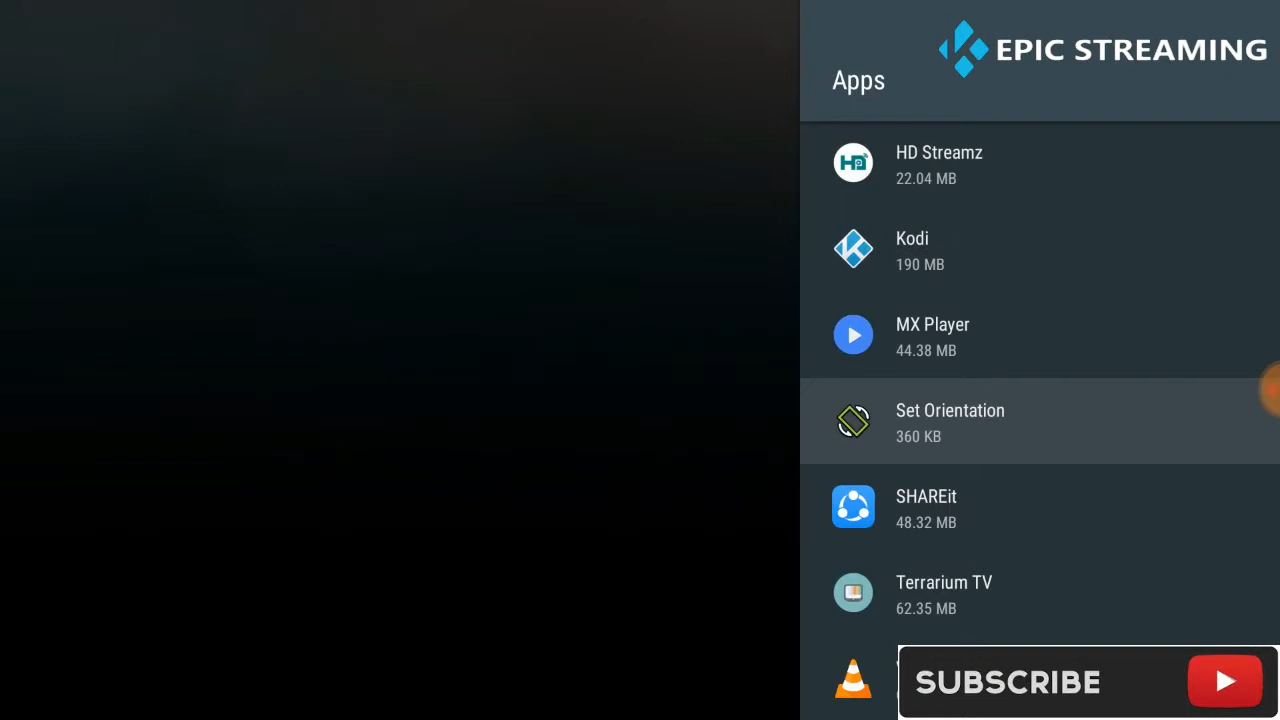 EPIC STREAMING
Apps
HD Streamz
22.04 MB
Kodi
190 MB
MX Player
44.38 MB
Set Orientation
360 KB
SHAREit
48.32 MB
Terrarium TV
62.35 MB
SUBSCRIBE